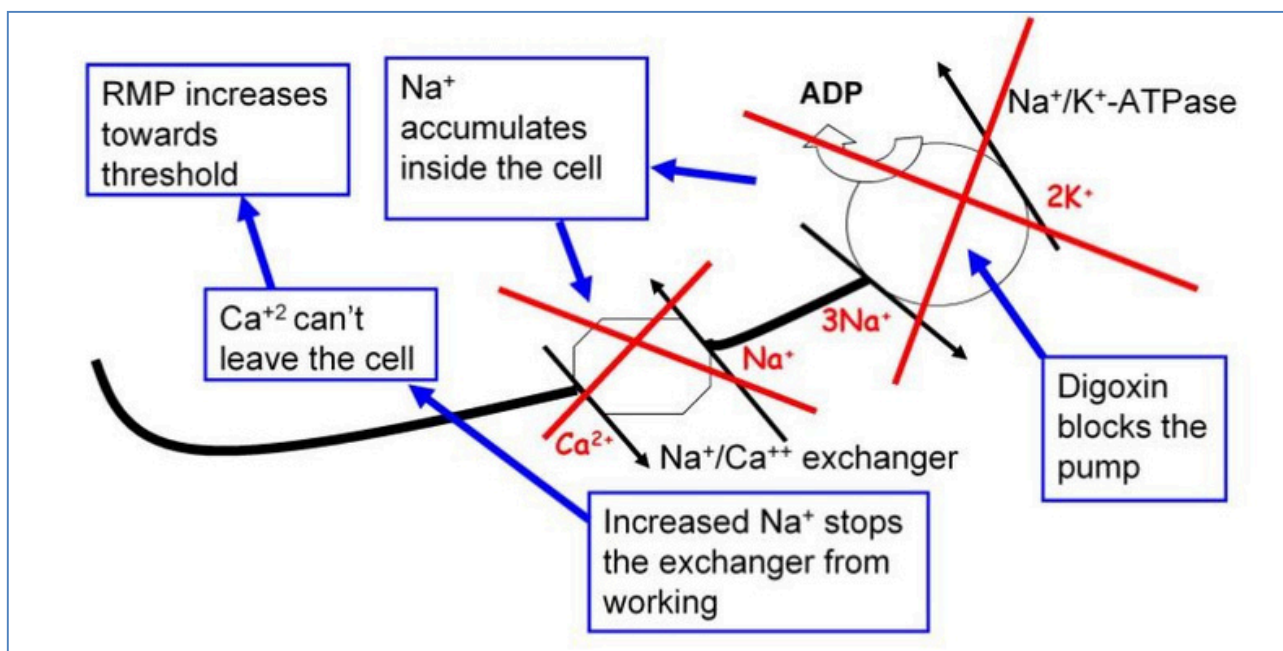 RMP increases
towards
threshold
Na⁺
accumulates
inside the cell
ADP
Na⁺/K⁺-ATPase
2K⁺
Ca⁺² can't
leave the cell
3Na⁺
Na⁺
Ca²⁺
Na⁺/Ca⁺⁺ exchanger
Digoxin
blocks the
pump
Increased Na⁺ stops
the exchanger from
working